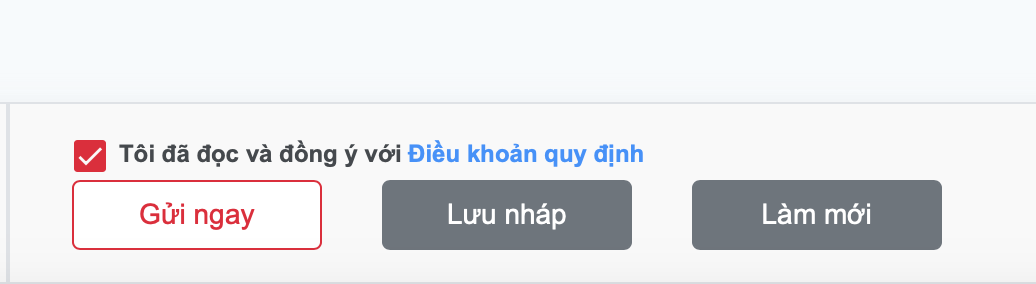 Tôi đã đọc và đồng ý với Điều khoản quy định
Gửi ngay Lưu nháp Làm mới